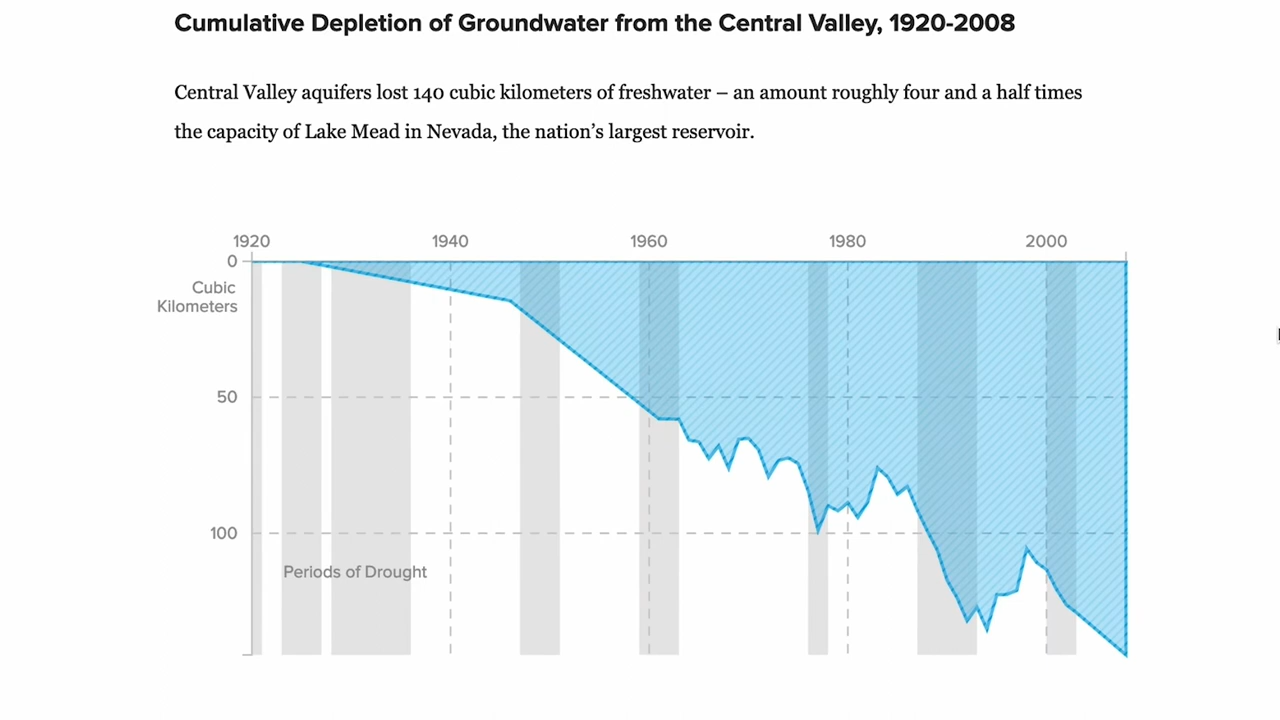 Cumulative Depletion of Groundwater from the Central Valley, 1920-2008
Central Valley aquifers lost 140 cubic kilometers of freshwater – an amount roughly four and a half times
the capacity of Lake Mead in Nevada, the nation’s largest reservoir.
1920 1940 1960 1980 2000
0
Cubic
Kilometers
50
100
Periods of Drought